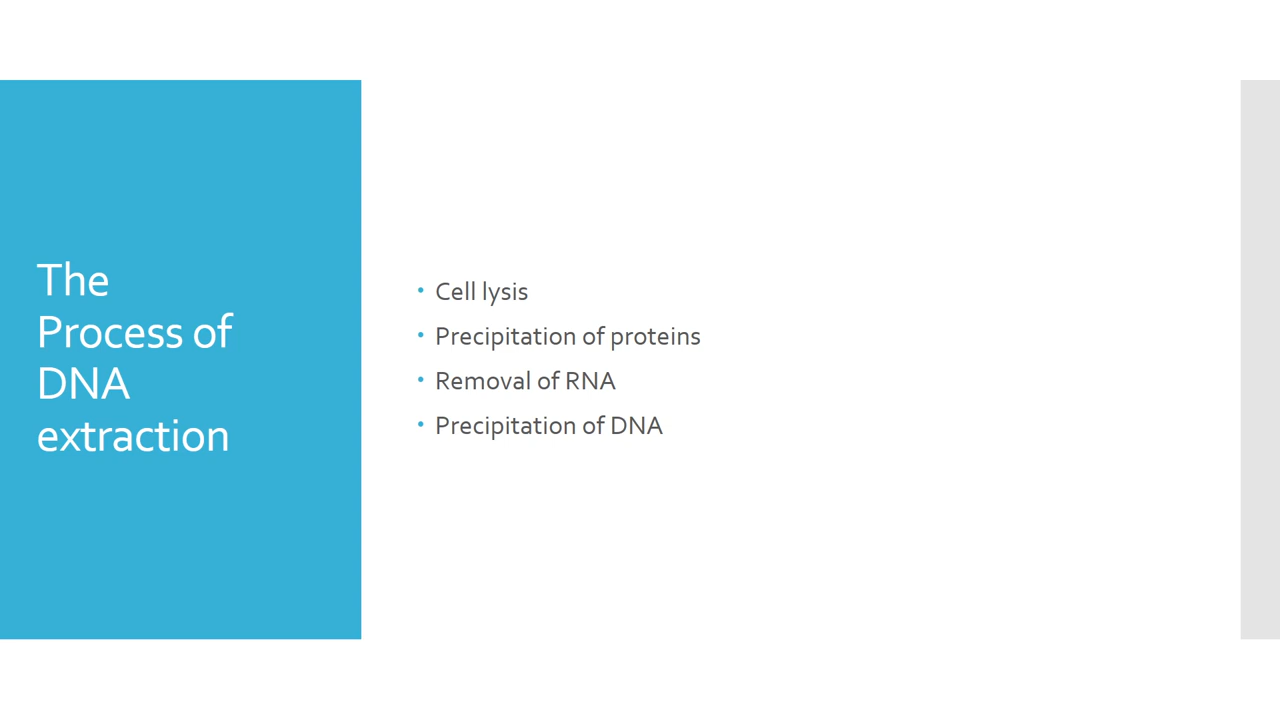 The
Process of
DNA
extraction
• Cell lysis
• Precipitation of proteins
• Removal of RNA
• Precipitation of DNA